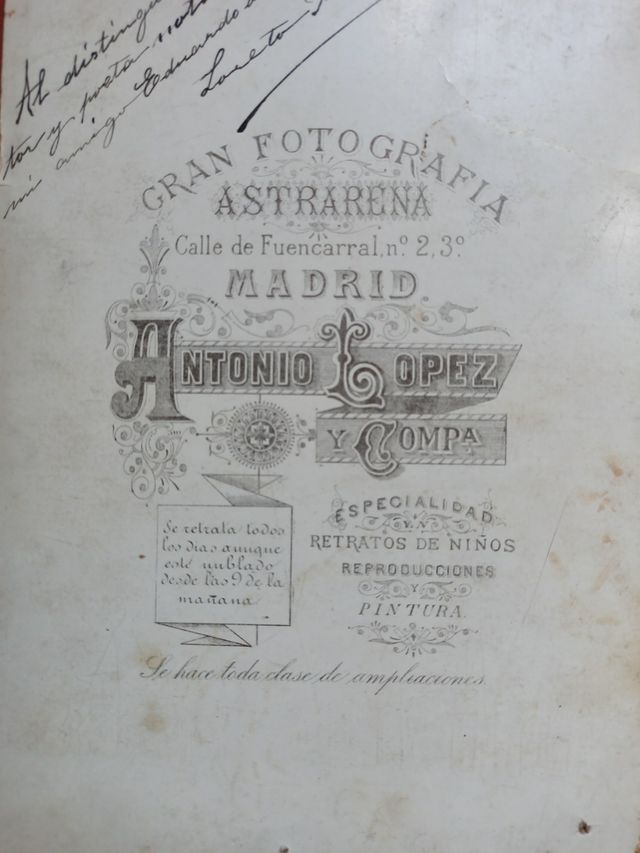 Al distingu
tor y poeta
mi amigo Eduardo
Loreto
GRAN FOTOGRAFIA
ASTRARENA
Calle de Fuencarral, nº. 2, 3º.
MADRID
ANTONIO LOPEZ
Y COMPA
Se retrata todos
los dias aunque
esté nublado
desde las 9 de la
mañana
ESPECIALIDAD
EN
RETRATOS DE NIÑOS
REPRODUCCIONES
Y
PINTURA.
Se hace toda clase de ampliaciones.